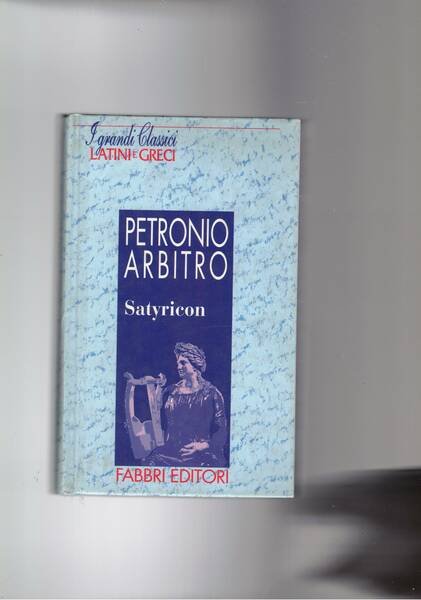 I grandi Classici
LATINI E GRECI
PETRONIO
ARBITRO
Satyricon
FABBRI EDITORI